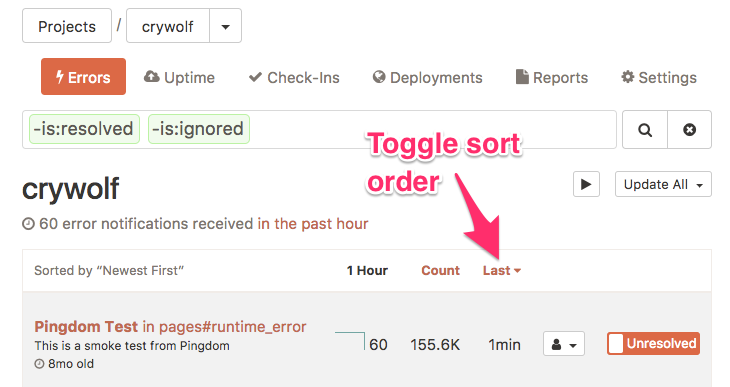 Projects / crywolf
Errors Uptime Check-Ins Deployments Reports Settings
-is:resolved -is:ignored
Toggle sort
order
crywolf
Update All
60 error notifications received in the past hour
Sorted by “Newest First” 1 Hour Count Last
Pingdom Test in pages#runtime_error
This is a smoke test from Pingdom
60 155.6K 1min Unresolved
8mo old